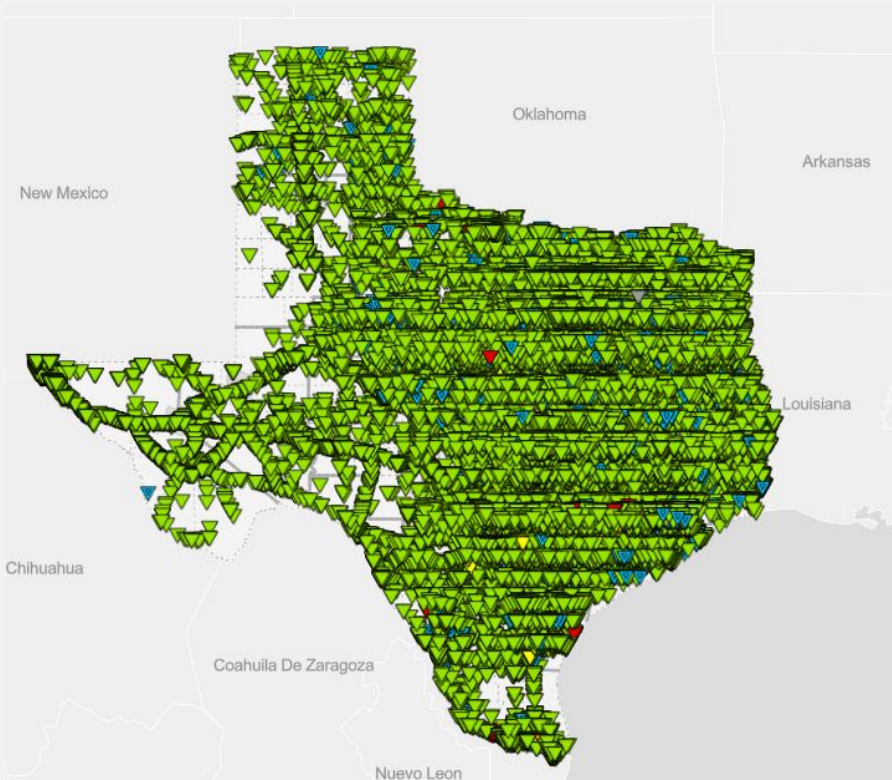 Oklahoma
Arkansas
New Mexico
Louisiana
Chihuahua
Coahuila De Zaragoza
Nuevo Leon